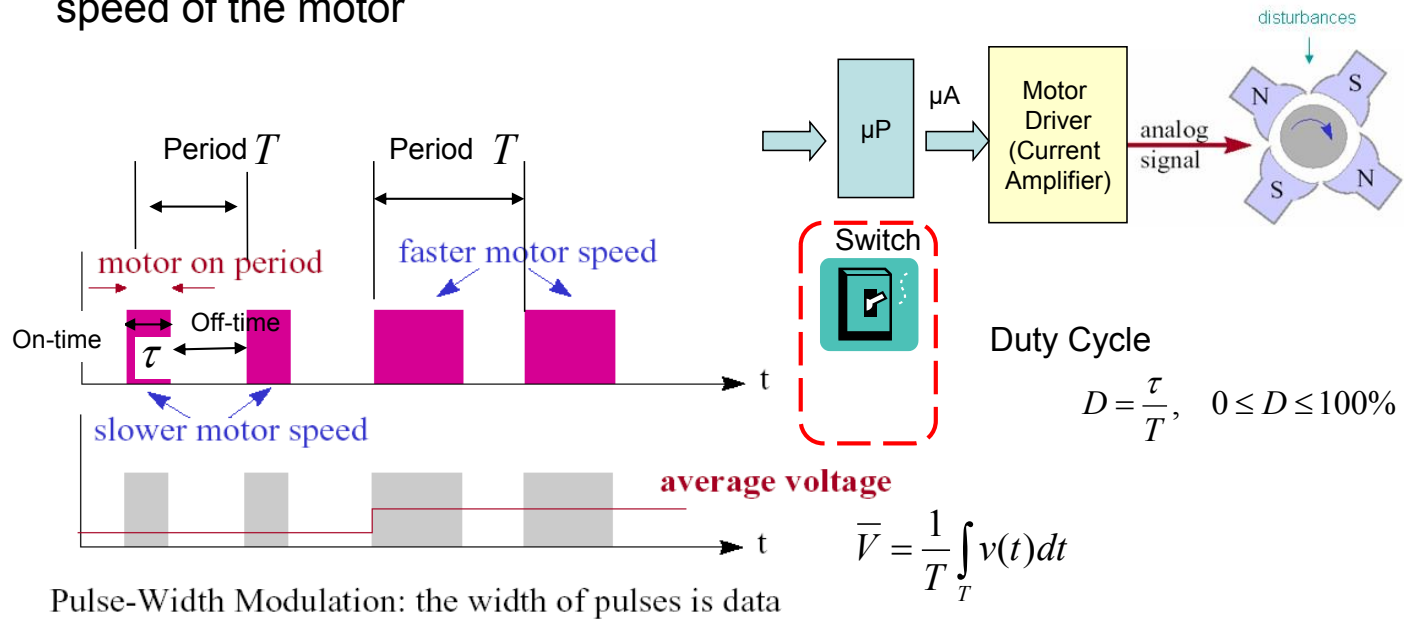 speed of the motor
disturbances
Period T
Period T
motor on period
faster motor speed
On-time
Off-time
τ
t
slower motor speed
average voltage
t
Pulse-Width Modulation: the width of pulses is data
µP
µA
Motor
Driver
(Current
Amplifier)
analog
signal
N
S
S
N
Switch
Duty Cycle
D = τ/T, 0 ≤ D ≤ 100%
V̅ = 1/T ∫_T v(t)dt